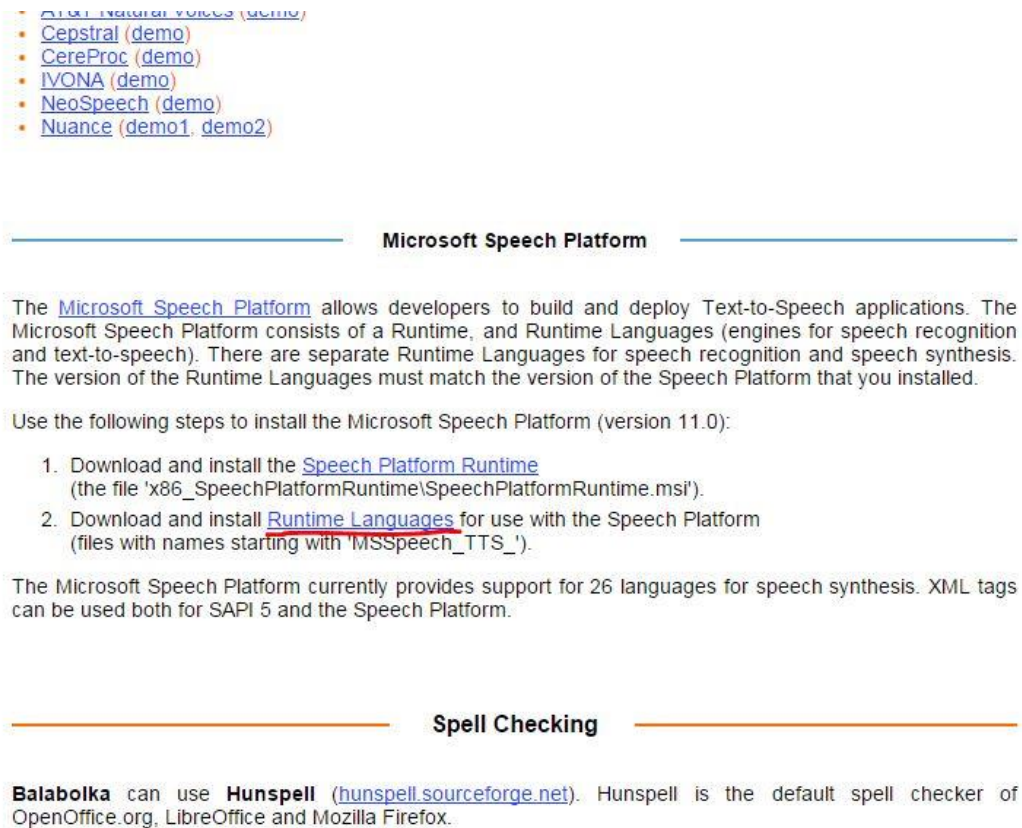 AT&T Natural Voices (demo)
Cepstral (demo)
CereProc (demo)
IVONA (demo)
NeoSpeech (demo)
Nuance (demo1, demo2)
Microsoft Speech Platform
The Microsoft Speech Platform allows developers to build and deploy Text-to-Speech applications. The
Microsoft Speech Platform consists of a Runtime, and Runtime Languages (engines for speech recognition
and text-to-speech). There are separate Runtime Languages for speech recognition and speech synthesis.
The version of the Runtime Languages must match the version of the Speech Platform that you installed.
Use the following steps to install the Microsoft Speech Platform (version 11.0):
1. Download and install the Speech Platform Runtime
(the file 'x86_SpeechPlatformRuntime\SpeechPlatformRuntime.msi').
2. Download and install Runtime Languages for use with the Speech Platform
(files with names starting with 'MSSpeech_TTS_').
The Microsoft Speech Platform currently provides support for 26 languages for speech synthesis. XML tags
can be used both for SAPI 5 and the Speech Platform.
Spell Checking
Balabolka can use Hunspell (hunspell.sourceforge.net). Hunspell is the default spell checker of
OpenOffice.org, LibreOffice and Mozilla Firefox.